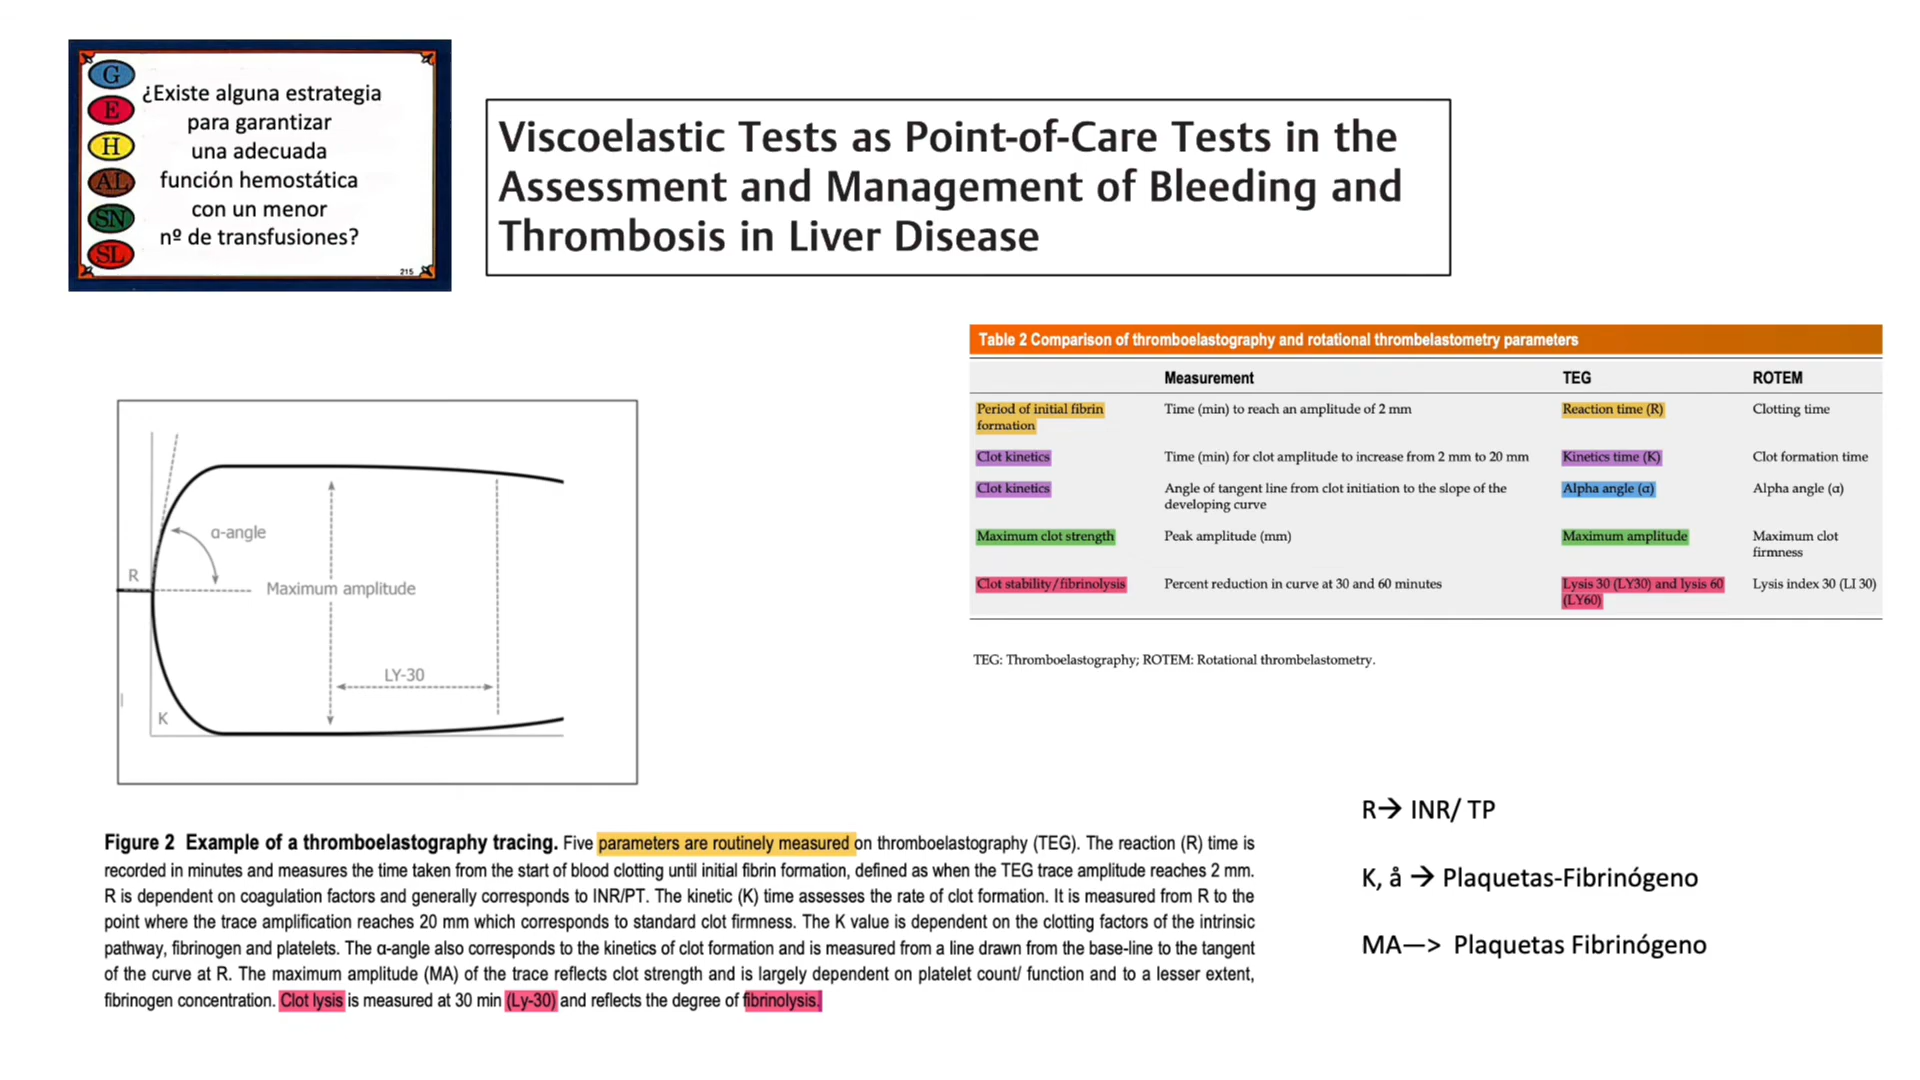 G
E
H
AL
SN
SL
¿Existe alguna estrategia
para garantizar
una adecuada
función hemostática
con un menor
nº de transfusiones?
215
Viscoelastic Tests as Point-of-Care Tests in the
Assessment and Management of Bleeding and
Thrombosis in Liver Disease
Table 2 Comparison of thromboelastography and rotational thrombelastometry parameters
Measurement TEG ROTEM
Period of initial fibrin formation Time (min) to reach an amplitude of 2 mm Reaction time (R) Clotting time
Clot kinetics Time (min) for clot amplitude to increase from 2 mm to 20 mm Kinetics time (K) Clot formation time
Clot kinetics Angle of tangent line from clot initiation to the slope of the developing curve Alpha angle (α) Alpha angle (α)
Maximum clot strength Peak amplitude (mm) Maximum amplitude Maximum clot firmness
Clot stability/fibrinolysis Percent reduction in curve at 30 and 60 minutes Lysis 30 (LY30) and lysis 60 (LY60) Lysis index 30 (LI 30)
TEG: Thromboelastography; ROTEM: Rotational thrombelastometry.
α-angle
R
Maximum amplitude
LY-30
K
Figure 2 Example of a thromboelastography tracing. Five parameters are routinely measured on thromboelastography (TEG). The reaction (R) time is
recorded in minutes and measures the time taken from the start of blood clotting until initial fibrin formation, defined as when the TEG trace amplitude reaches 2 mm.
R is dependent on coagulation factors and generally corresponds to INR/PT. The kinetic (K) time assesses the rate of clot formation. It is measured from R to the
point where the trace amplification reaches 20 mm which corresponds to standard clot firmness. The K value is dependent on the clotting factors of the intrinsic
pathway, fibrinogen and platelets. The α-angle also corresponds to the kinetics of clot formation and is measured from a line drawn from the base-line to the tangent
of the curve at R. The maximum amplitude (MA) of the trace reflects clot strength and is largely dependent on platelet count/ function and to a lesser extent,
fibrinogen concentration. Clot lysis is measured at 30 min (Ly-30) and reflects the degree of fibrinolysis.
R→ INR/ TP
K, å → Plaquetas-Fibrinógeno
MA—> Plaquetas Fibrinógeno